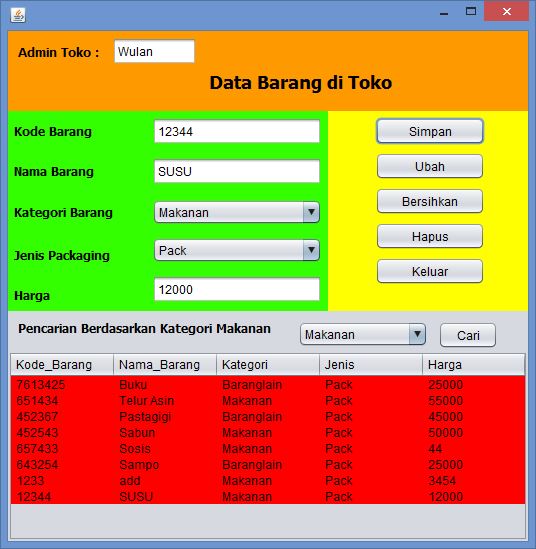 Admin Toko : Wulan
Data Barang di Toko
Kode Barang 12344
Simpan
Nama Barang SUSU
Ubah
Kategori Barang Makanan
Bersihkan
Jenis Packaging Pack
Hapus
Harga 12000
Keluar
Pencarian Berdasarkan Kategori Makanan Makanan Cari
Kode_Barang Nama_Barang Kategori Jenis Harga
7613425 Buku Baranglain Pack 25000
651434 Telur Asin Makanan Pack 55000
452367 Pastagigi Baranglain Pack 45000
452543 Sabun Makanan Pack 50000
657433 Sosis Makanan Pack 44
643254 Sampo Baranglain Pack 25000
1233 add Makanan Pack 3454
12344 SUSU Makanan Pack 12000